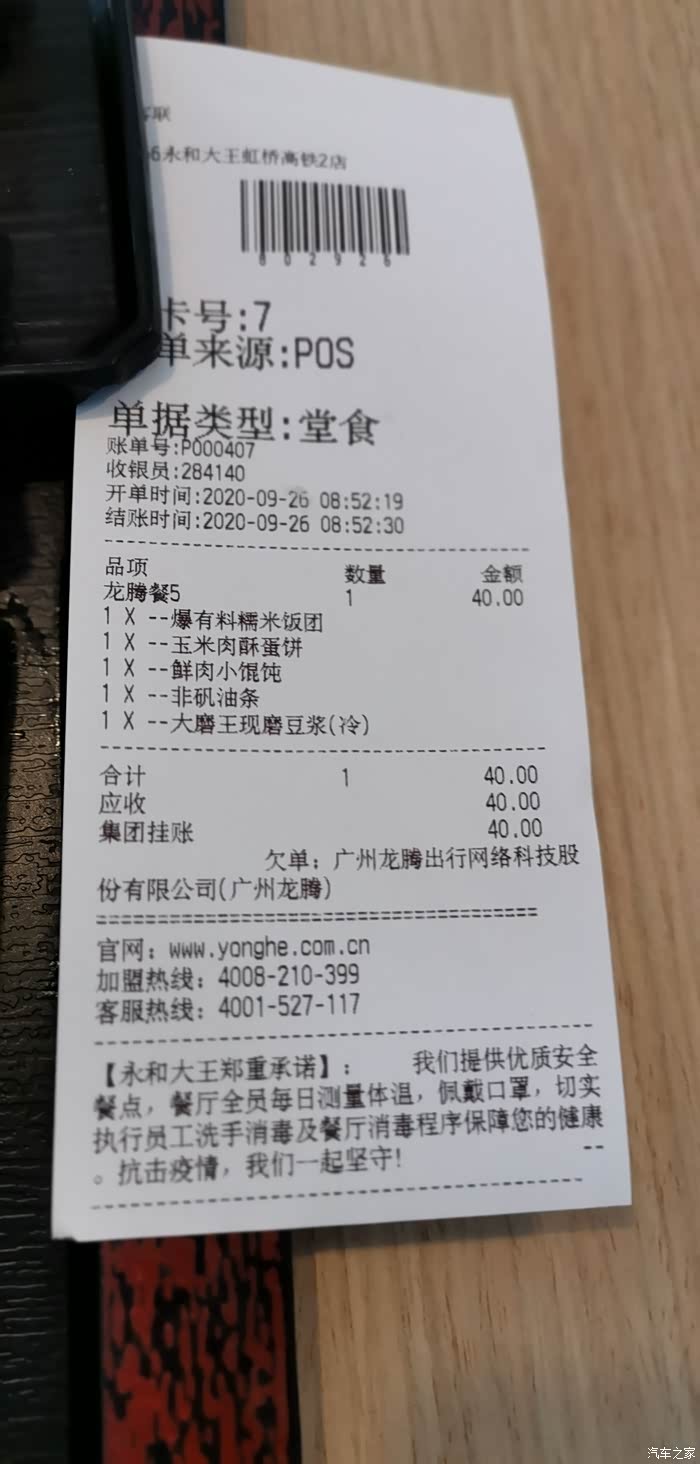 联
6永和大王虹桥高铁2店
802926
卡号:7
单来源:POS
单据类型:堂食
账单号:P000407
收银员:284140
开单时间:2020-09-26 08:52:19
结账时间:2020-09-26 08:52:30
品项 数量 金额
龙腾餐5 1 40.00
1 X --爆有料糯米饭团
1 X --玉米肉酥蛋饼
1 X --鲜肉小馄饨
1 X --非矾油条
1 X --大磨王现磨豆浆(冷)
合计 1 40.00
应收 40.00
集团挂账 40.00
欠单; 广州龙腾出行网络科技股
份有限公司(广州龙腾)
官网: www.yonghe.com.cn
加盟热线: 4008-210-399
客服热线: 4001-527-117
【永和大王郑重承诺】: 我们提供优质安全
餐点, 餐厅全员每日测量体温, 佩戴口罩, 切实
执行员工洗手消毒及餐厅消毒程序保障您的健康
。抗击疫情, 我们一起坚守!
汽车之家